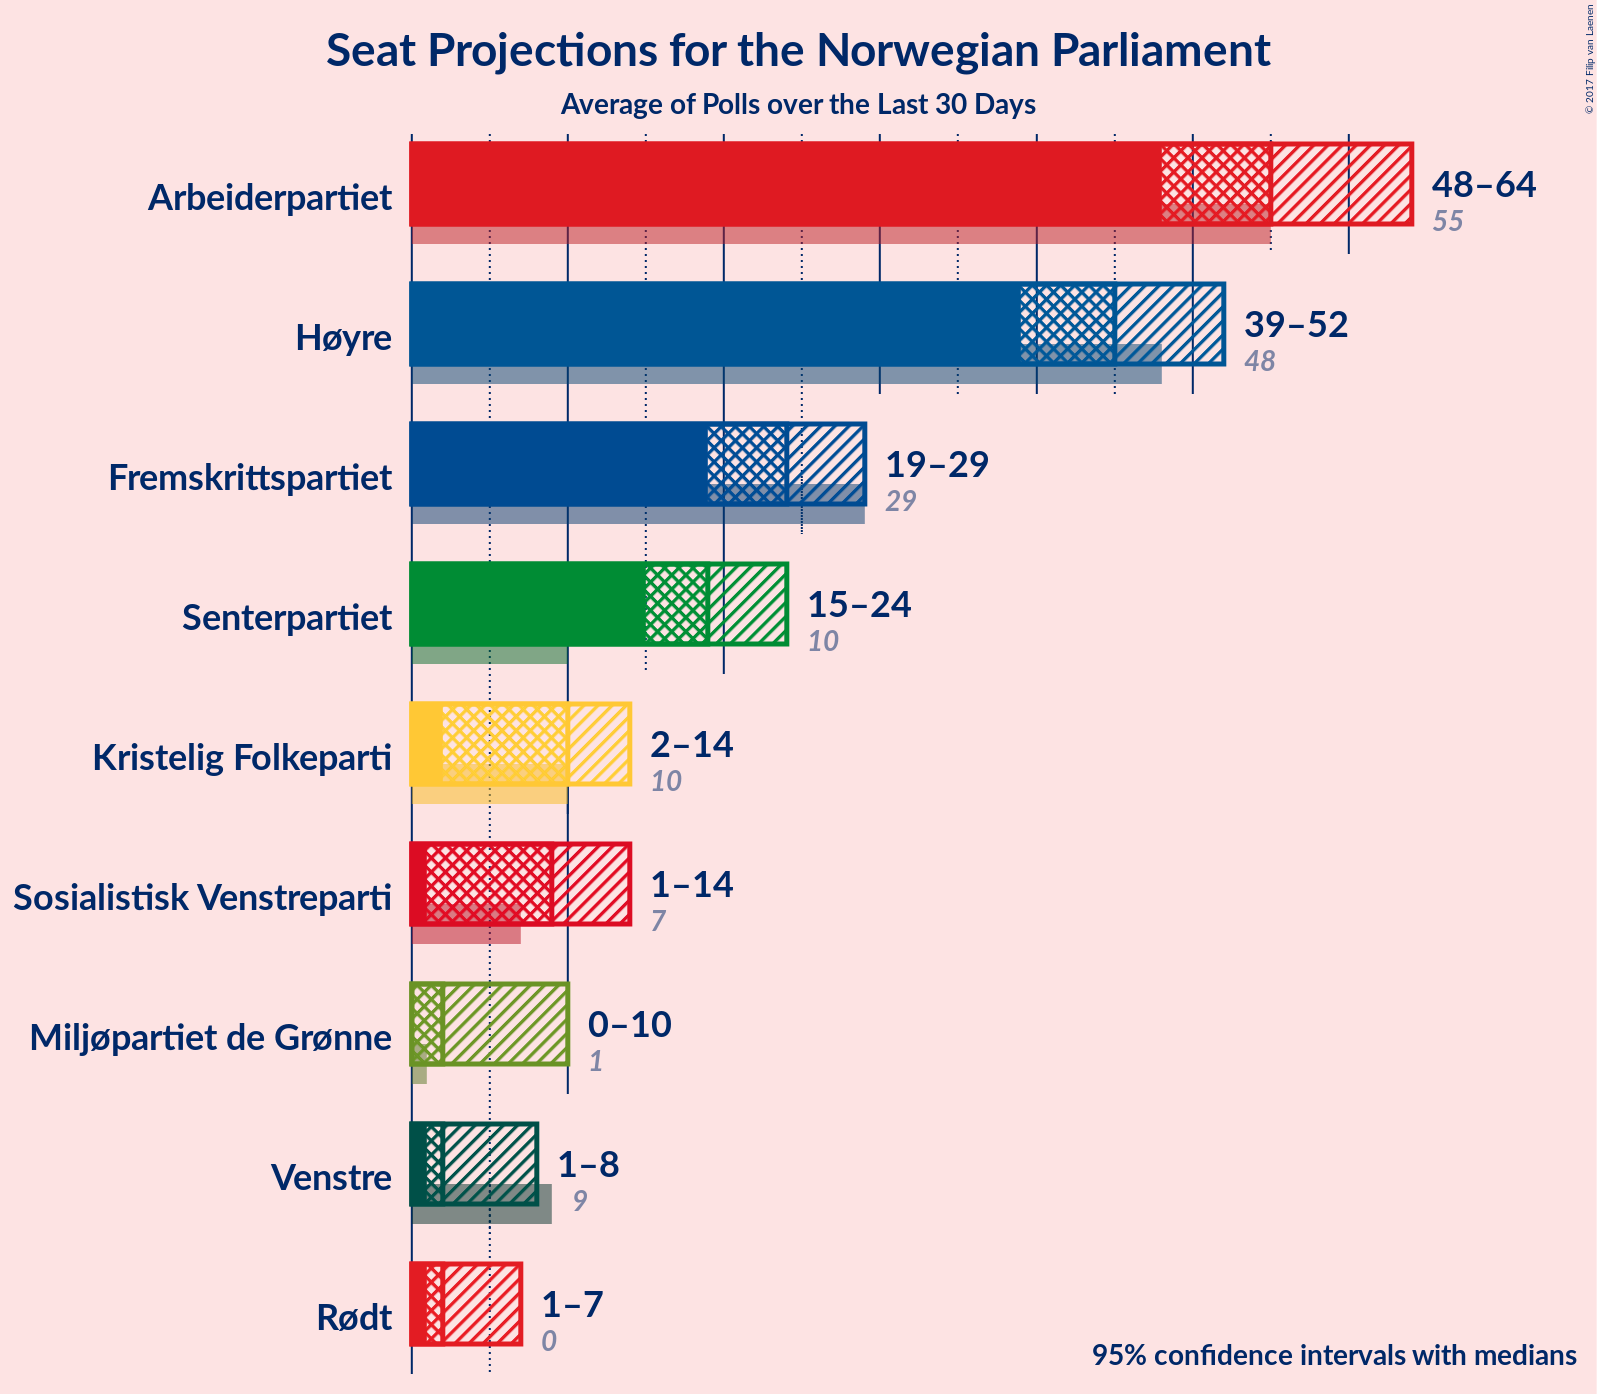 Seat Projections for the Norwegian Parliament
Average of Polls over the Last 30 Days
© 2017 Filip van Laenen
Arbeiderpartiet
48–64
55
Høyre
39–52
48
Fremskrittspartiet
19–29
29
Senterpartiet
15–24
10
Kristelig Folkeparti
2–14
10
Sosialistisk Venstreparti
1–14
7
Miljøpartiet de Grønne
0–10
1
Venstre
1–8
9
Rødt
1–7
0
95% confidence intervals with medians